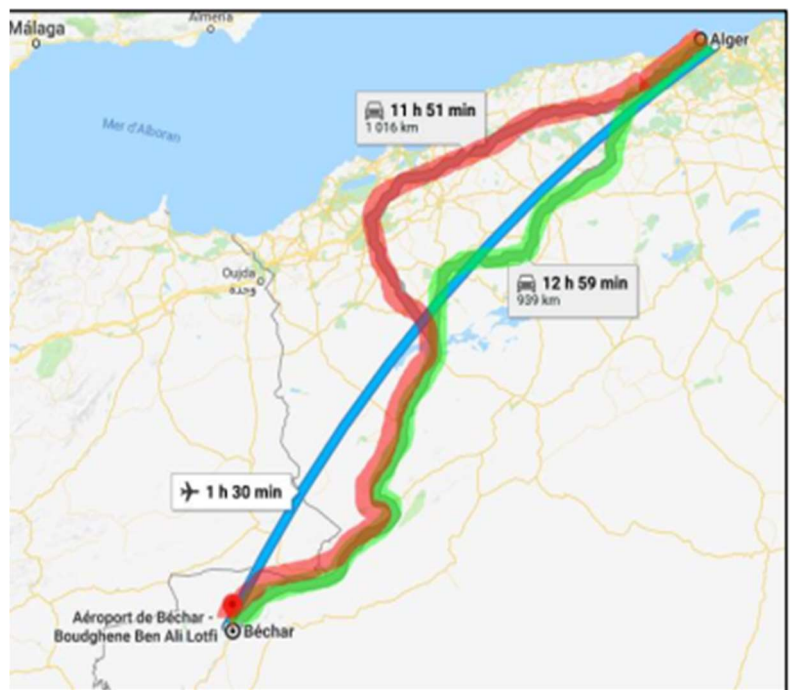 Málaga
Almería
Alger
11 h 51 min
1 016 km
Mer d'Alboran
Oujda
وجدة
12 h 59 min
939 km
1 h 30 min
Aéroport de Béchar -
Boudghene Ben Ali Lotfi
Béchar